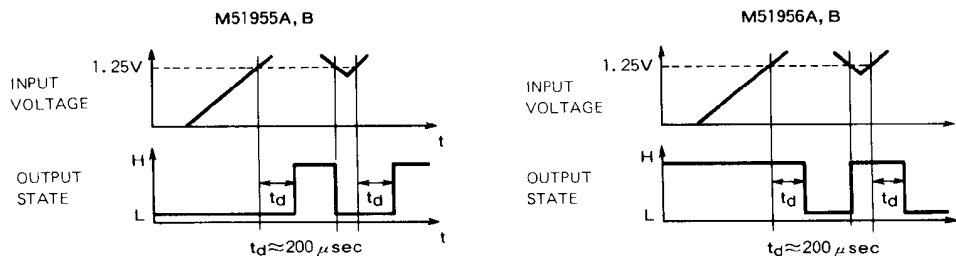 M51955A, B
1.25V
INPUT
VOLTAGE
t
H
OUTPUT
STATE
td
td
L
t
td≈200 μsec
M51956A, B
1.25V
INPUT
VOLTAGE
H
OUTPUT
STATE
td
td
L
td≈200 μsec